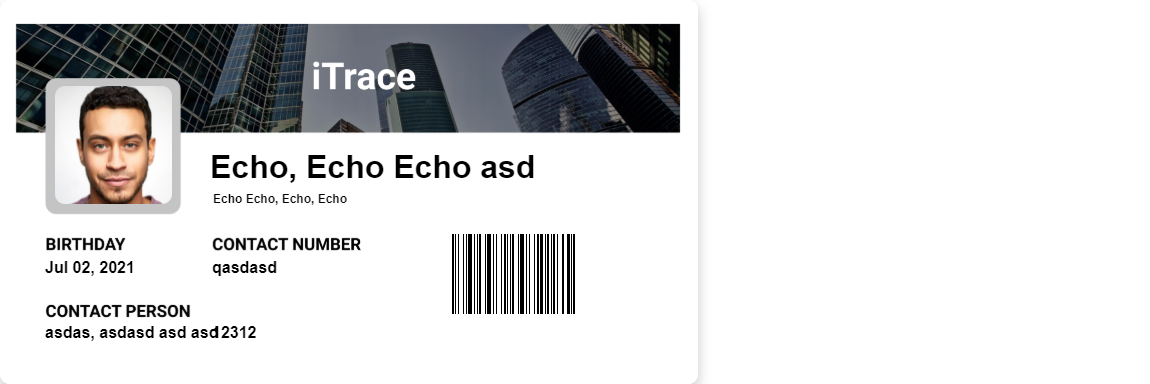 iTrace
Echo, Echo Echo asd
Echo Echo, Echo, Echo
BIRTHDAY
CONTACT NUMBER
Jul 02, 2021
qasdasd
CONTACT PERSON
asdas, asdasd asd asd12312